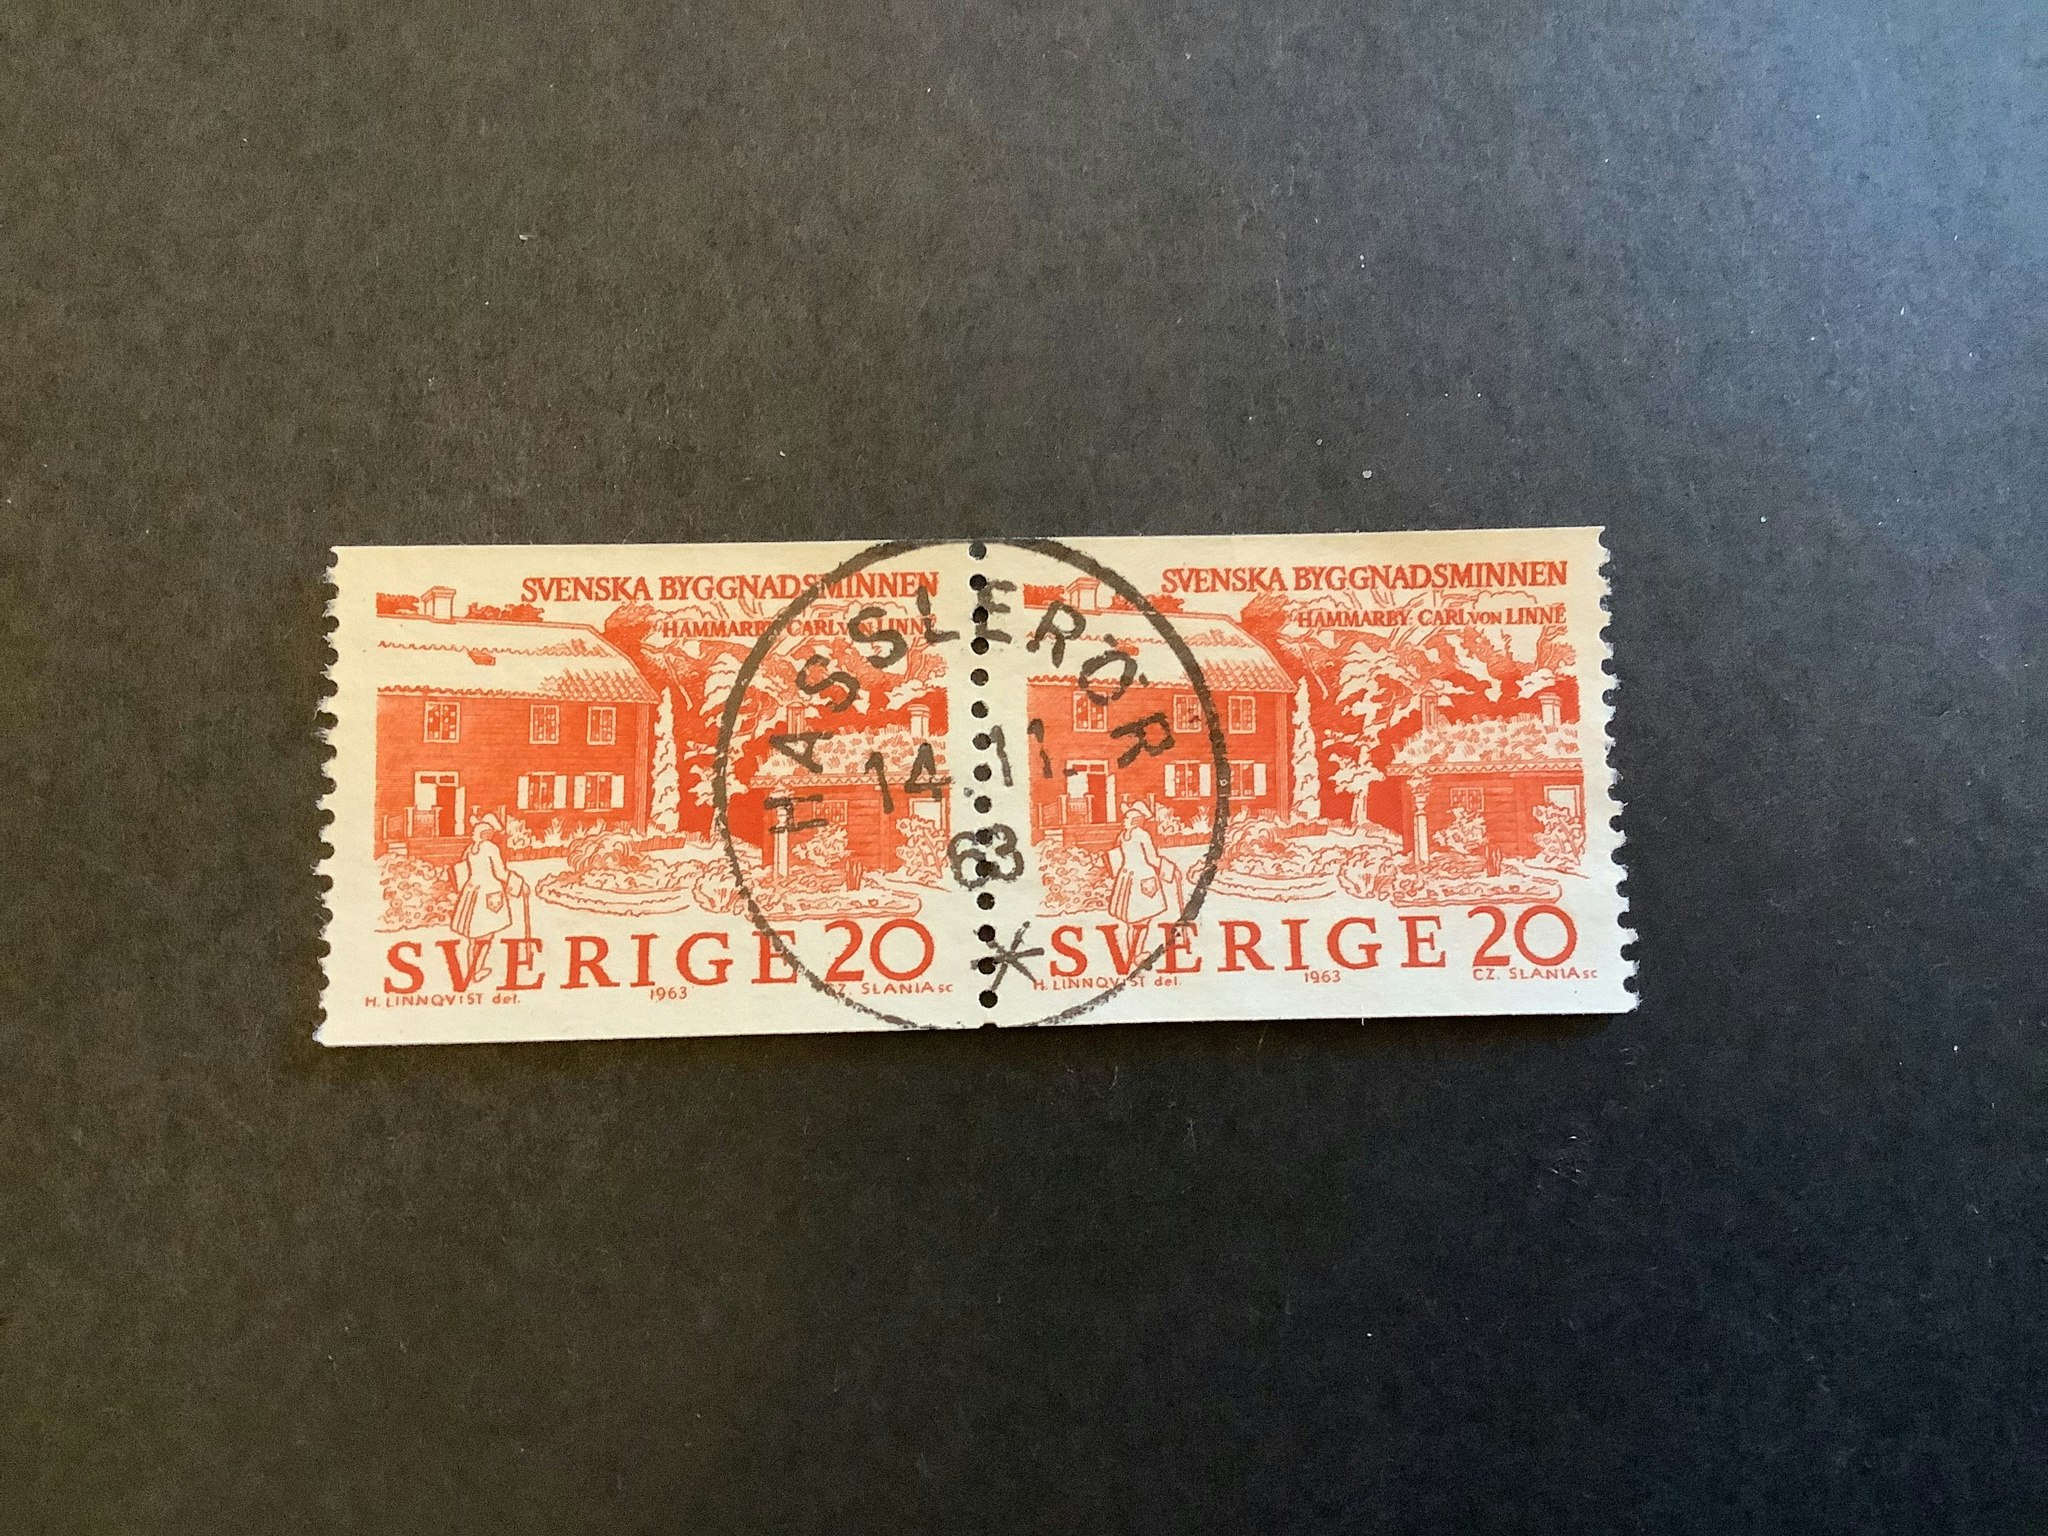 SVENSKA BYGGNADSMINNEN
HAMMARBY: CARL VON LINNÉ
SVERIGE 20
H. LINNQVIST del. 1963 CZ. SLANIA sc
SVENSKA BYGGNADSMINNEN
HAMMARBY: CARL VON LINNÉ
SVERIGE 20
H. LINNQVIST del. 1963 CZ. SLANIA sc
HASSLERÖR
14.11.
63